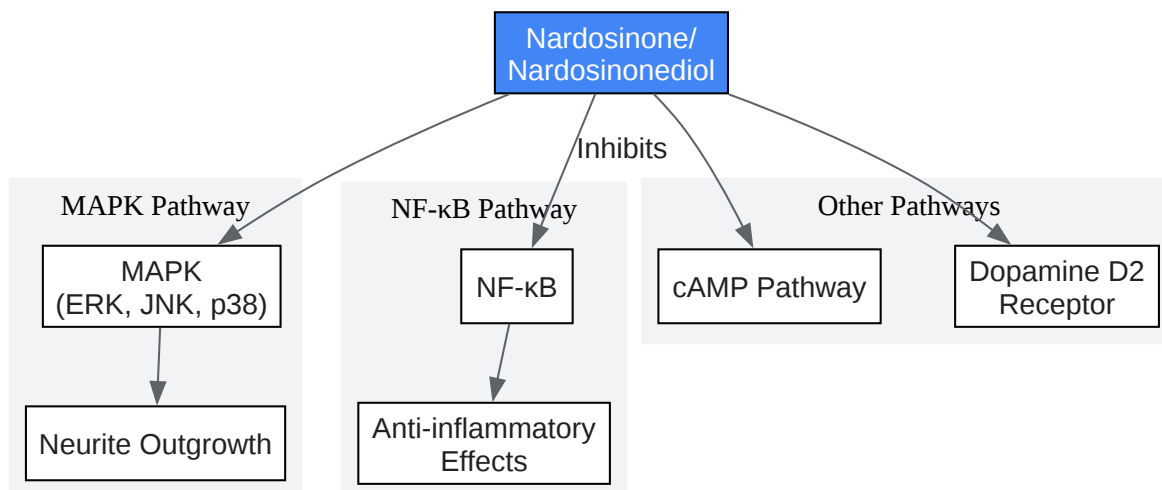 Nardosinone/
Nardosinonediol
Inhibits
MAPK Pathway
NF-κB Pathway
Other Pathways
MAPK
(ERK, JNK, p38)
NF-κB
cAMP Pathway
Dopamine D2
Receptor
Neurite Outgrowth
Anti-inflammatory
Effects